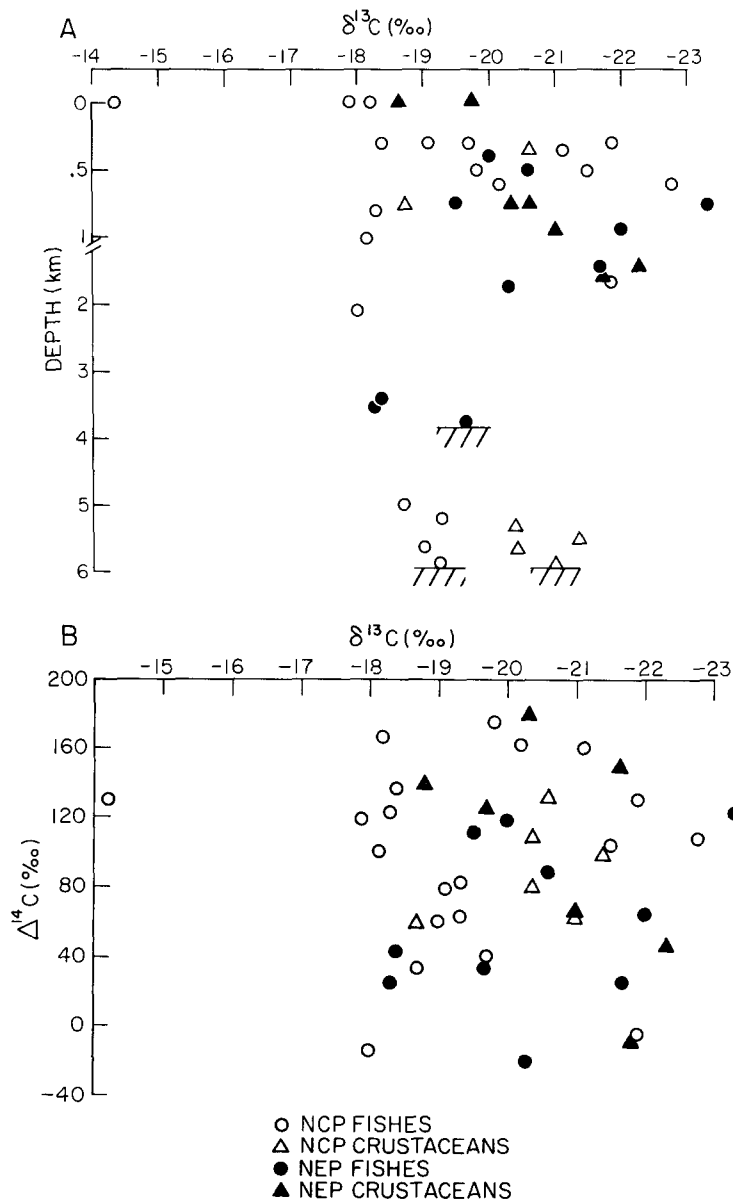 A
δ¹³C (‰)
-14 -15 -16 -17 -18 -19 -20 -21 -22 -23
DEPTH (km)
0
.5
1
2
3
4
5
6
B
δ¹³C (‰)
-15 -16 -17 -18 -19 -20 -21 -22 -23
Δ¹⁴C (‰)
200
160
120
80
40
0
-40
NCP FISHES
NCP CRUSTACEANS
NEP FISHES
NEP CRUSTACEANS